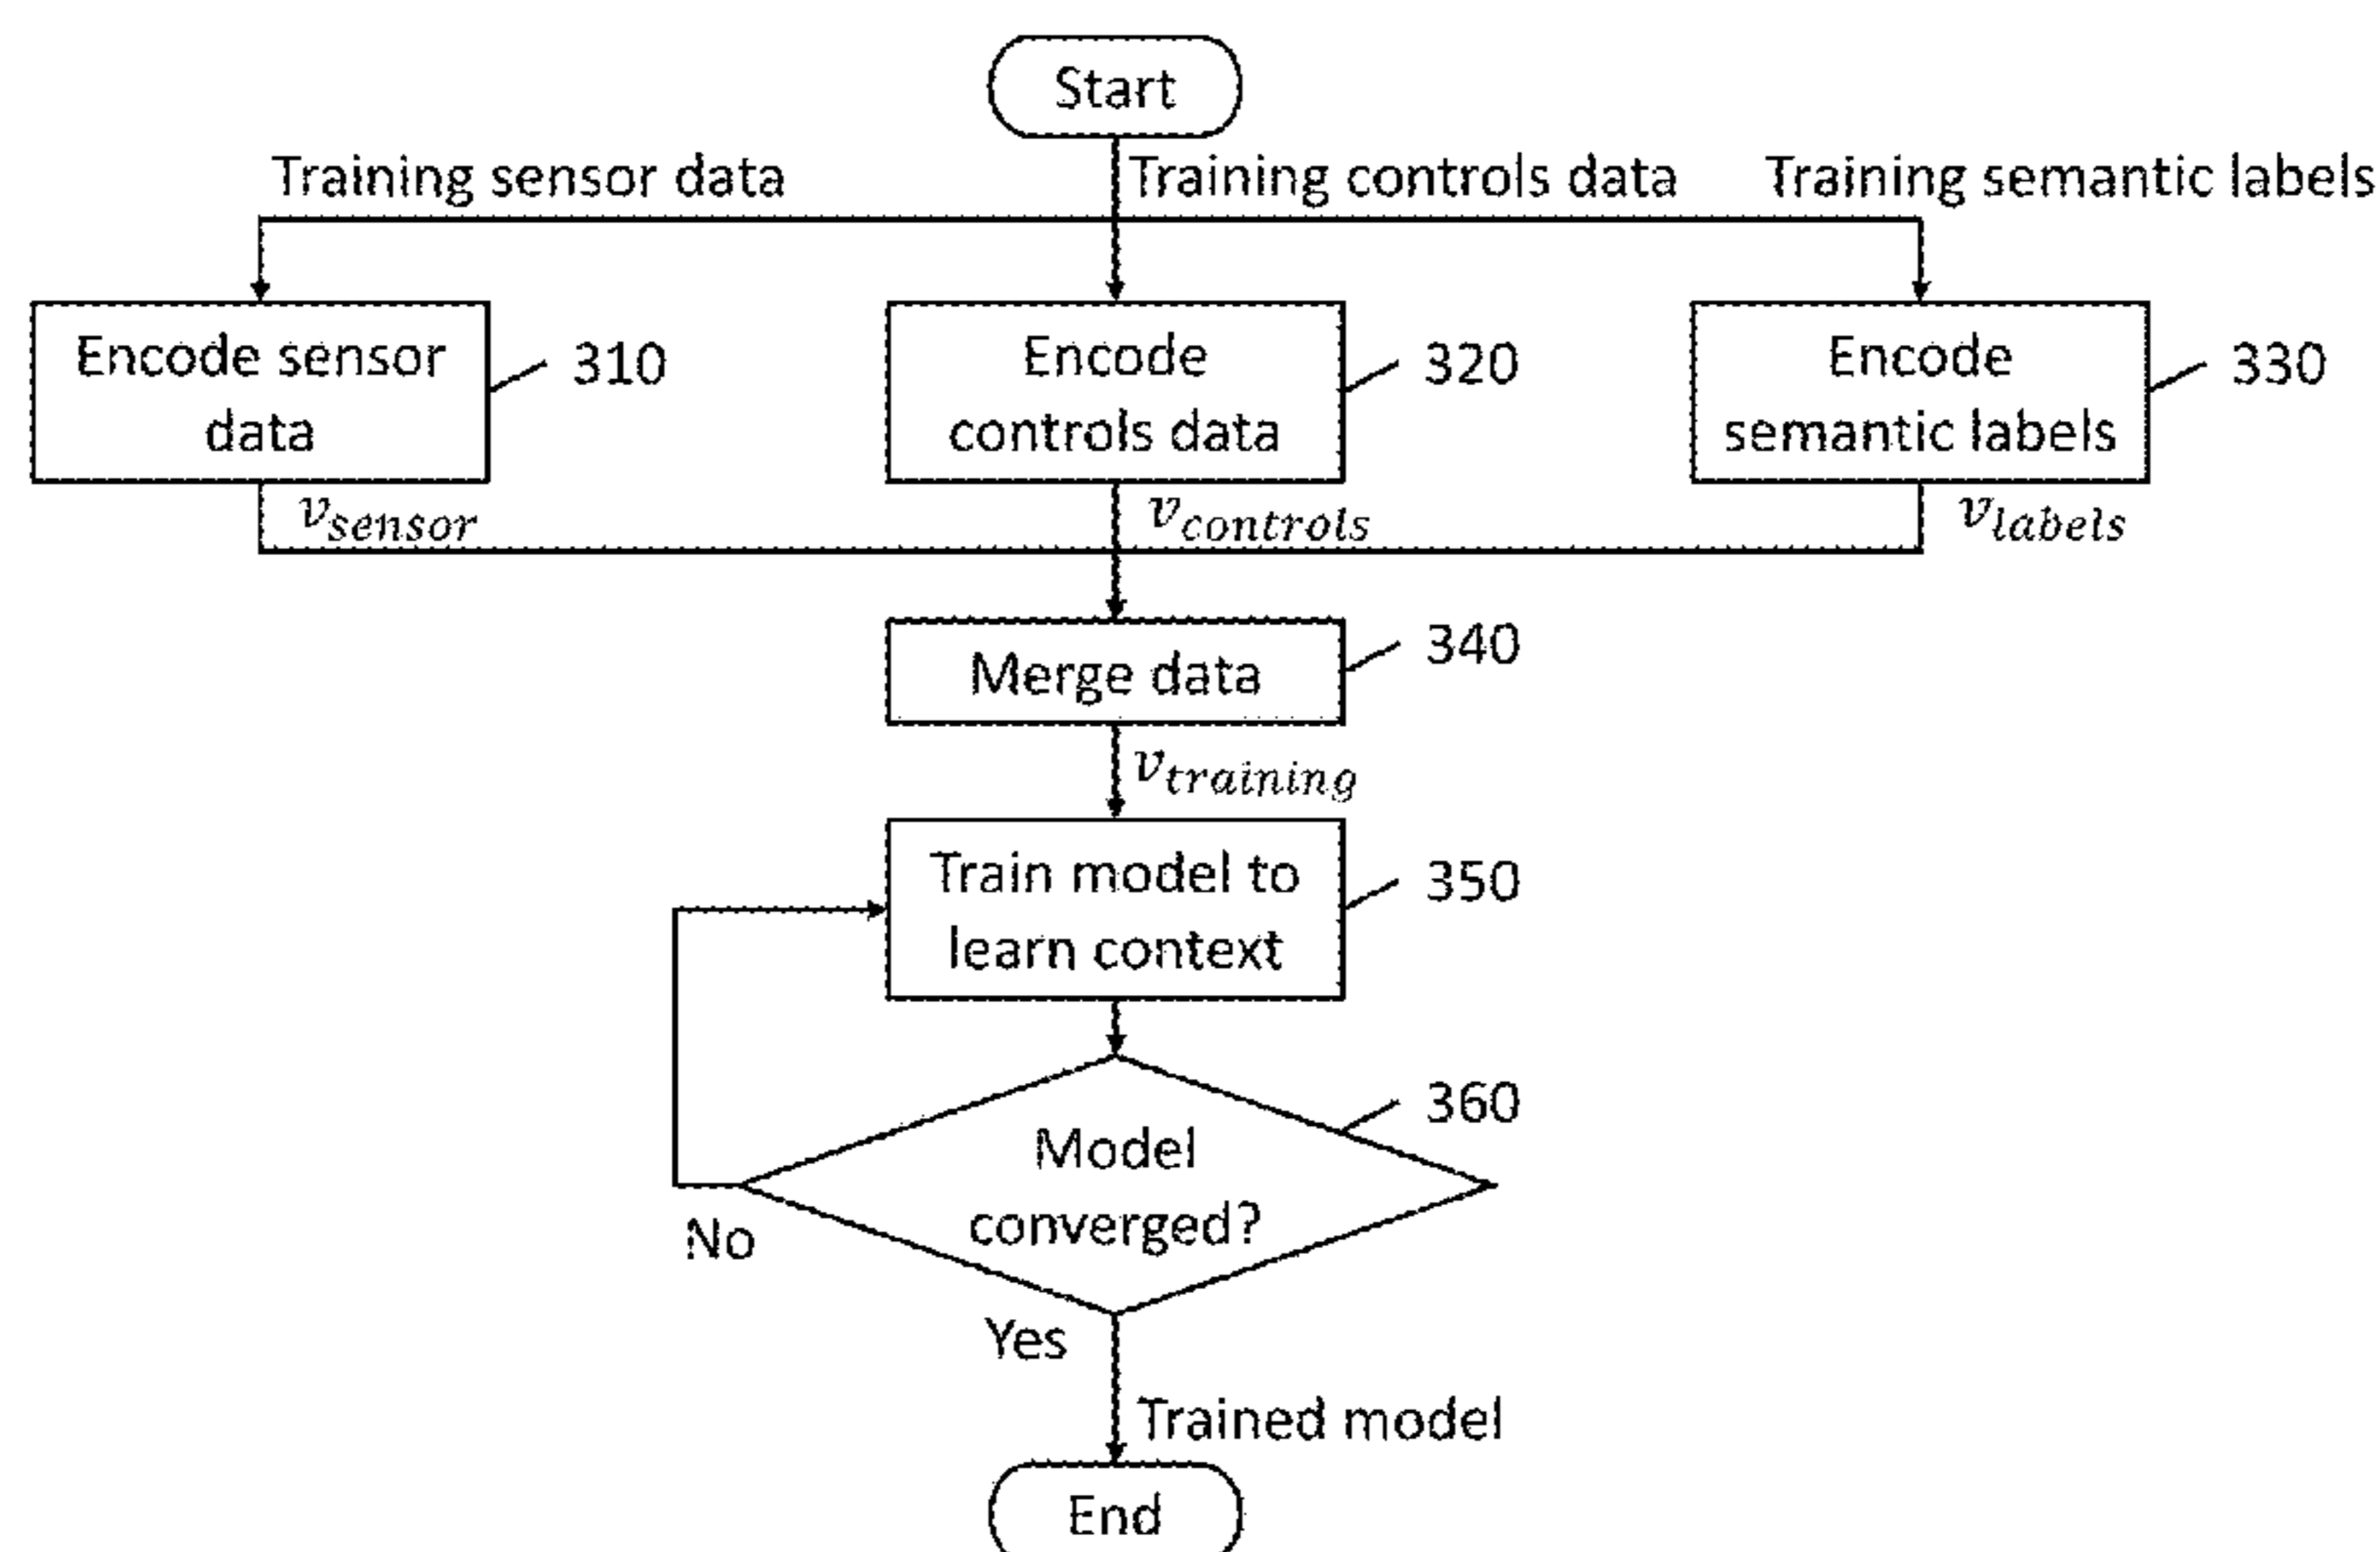 Start
Training sensor data
Training controls data
Training semantic labels
Encode sensor
data
310
Encode
controls data
320
Encode
semantic labels
330
v_sensor
v_controls
v_labels
Merge data
340
v_training
Train model to
learn context
350
Model
converged?
360
No
Yes
Trained model
End